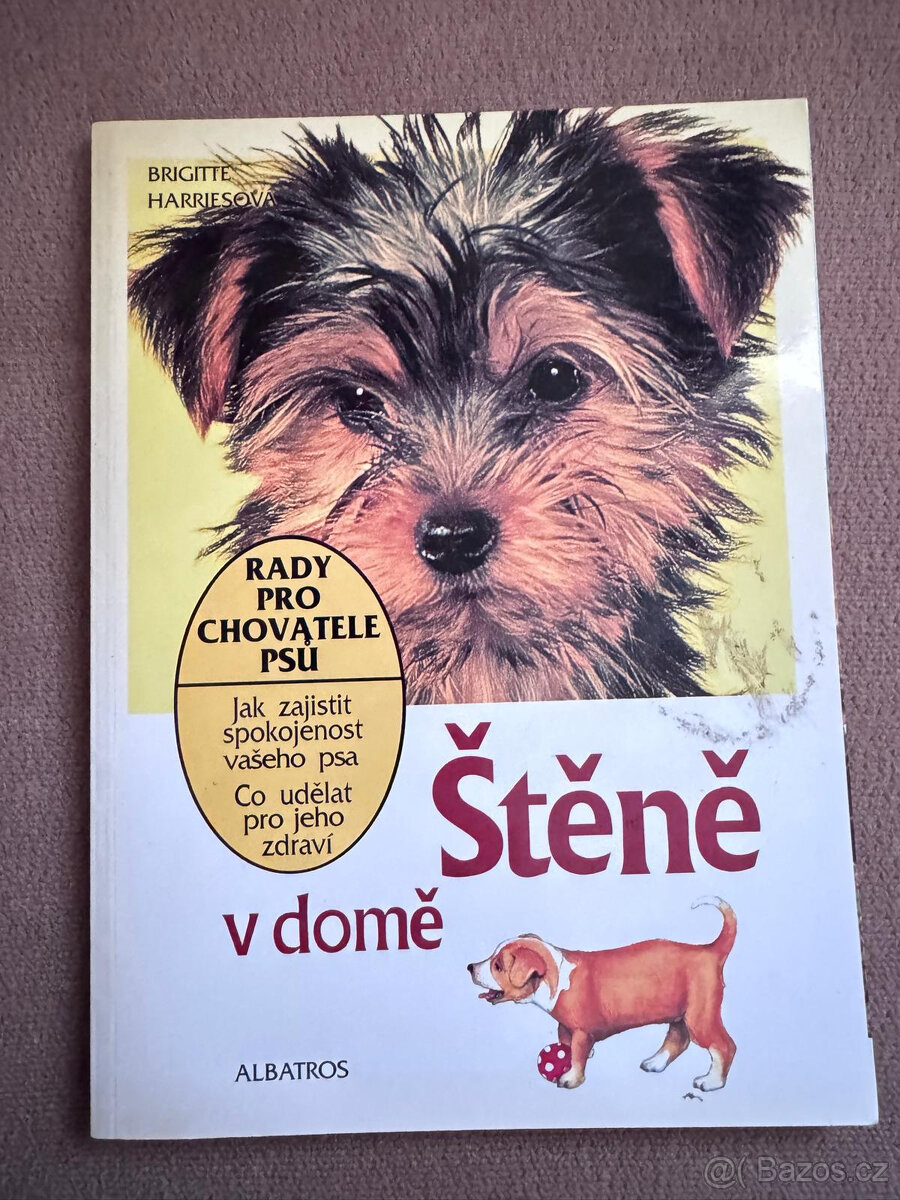 BRIGITTE
HARRIESOVÁ
RADY
PRO
CHOVATELE
PSŮ
Jak zajistit
spokojenost
vašeho psa
Co udělat
pro jeho
zdraví
Štěně
v domě
ALBATROS
@( Bazos.cz